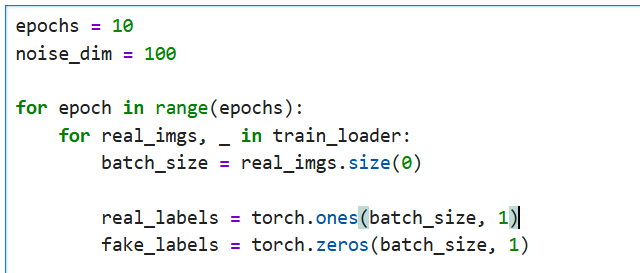 epochs = 10
noise_dim = 100
for epoch in range(epochs):
    for real_imgs, _ in train_loader:
        batch_size = real_imgs.size(0)
        real_labels = torch.ones(batch_size, 1)
        fake_labels = torch.zeros(batch_size, 1)